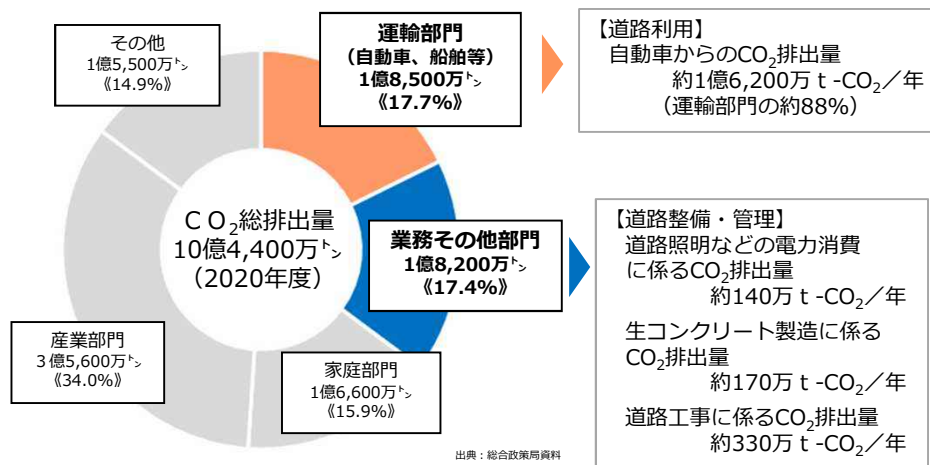 その他
1億5,500万トン
《14.9%》
運輸部門
（自動車、船舶等）
1億8,500万トン
《17.7%》
【道路利用】
自動車からのCO₂排出量
約1億6,200万ｔ-CO₂／年
（運輸部門の約88%）
ＣＯ₂総排出量
10億4,400万トン
（2020年度）
業務その他部門
1億8,200万トン
《17.4%》
【道路整備・管理】
道路照明などの電力消費
に係るCO₂排出量
約140万ｔ-CO₂／年
生コンクリート製造に係る
CO₂排出量
約170万ｔ-CO₂／年
道路工事に係るCO₂排出量
約330万ｔ-CO₂／年
産業部門
３億5,600万トン
《34.0%》
家庭部門
1億6,600万トン
《15.9%》
出典：総合政策局資料